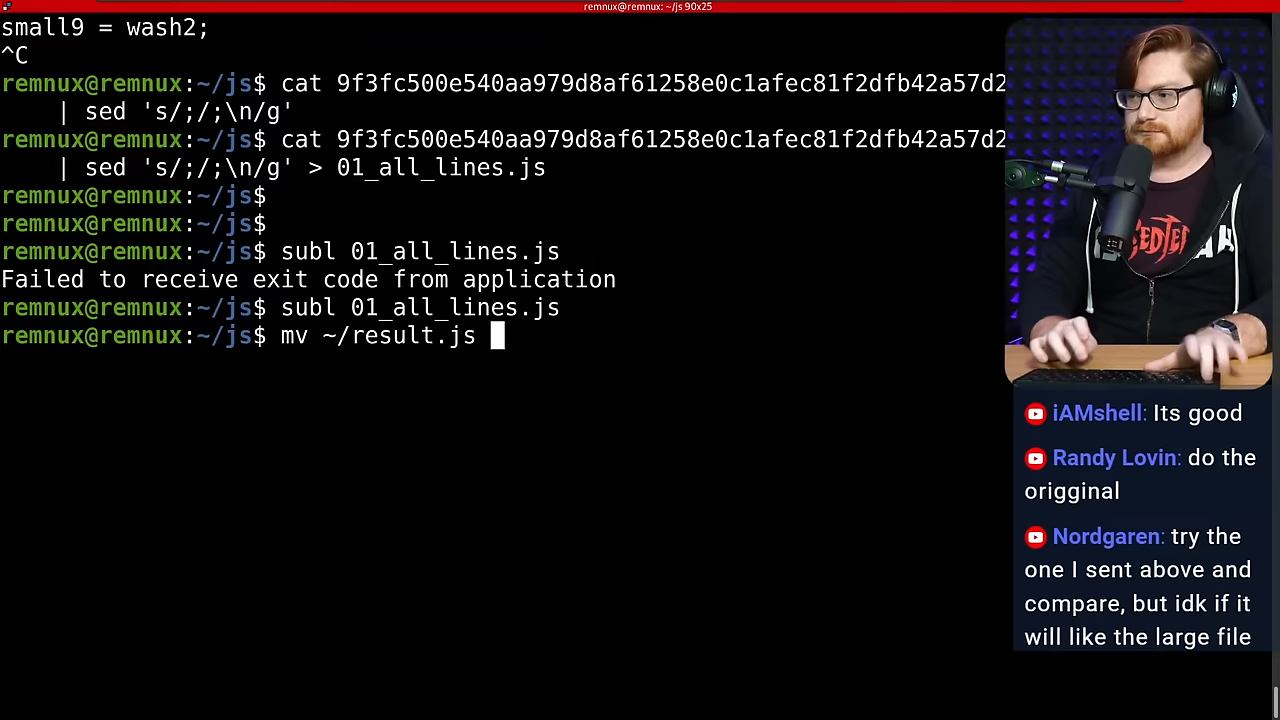 remnux@remnux: ~/js 90x25
small9 = wash2;
^C
remnux@remnux:~/js$ cat 9f3fc500e540aa979d8af61258e0c1afec81f2dfb42a57d2
| sed 's/;/;\n/g'
remnux@remnux:~/js$ cat 9f3fc500e540aa979d8af61258e0c1afec81f2dfb42a57d2
| sed 's/;/;\n/g' > 01_all_lines.js
remnux@remnux:~/js$
remnux@remnux:~/js$
remnux@remnux:~/js$ subl 01_all_lines.js
Failed to receive exit code from application
remnux@remnux:~/js$ subl 01_all_lines.js
remnux@remnux:~/js$ mv ~/result.js
iAMshell: Its good
Randy Lovin: do the
origginal
Nordgaren: try the
one I sent above and
compare, but idk if it
will like the large file